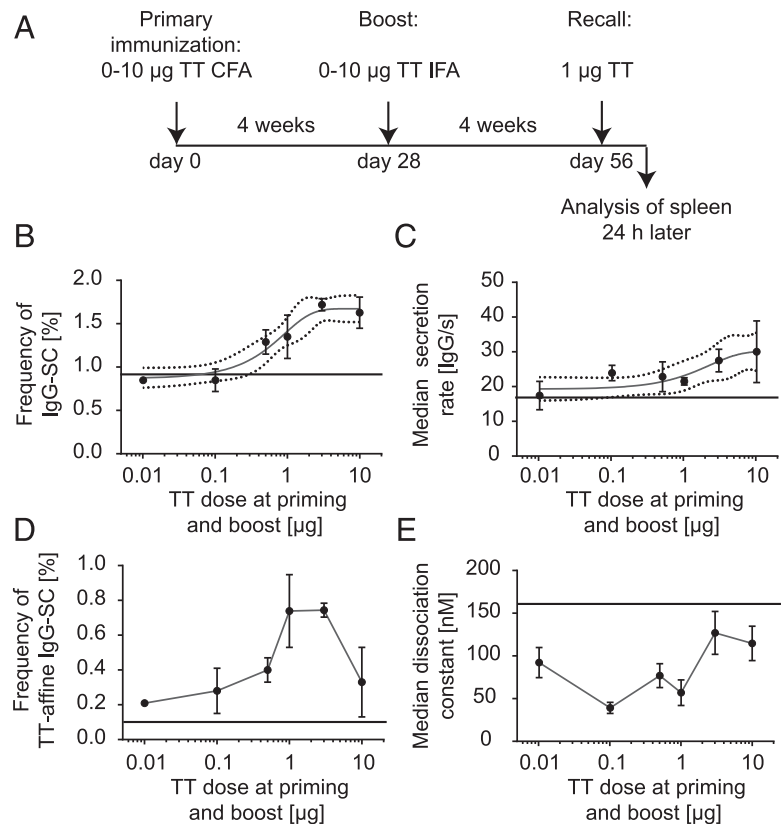 A
Primary
immunization:
0-10 µg TT CFA
Boost:
0-10 µg TT IFA
Recall:
1 µg TT
4 weeks
4 weeks
day 0
day 28
day 56
Analysis of spleen
24 h later
B
Frequency of
IgG-SC [%]
2.0
1.5
1.0
0.5
0.0
0.01
0.1
1
10
TT dose at priming
and boost [µg]
C
Median secretion
rate [IgG/s]
50
40
30
20
10
0
0.01
0.1
1
10
TT dose at priming
and boost [µg]
D
Frequency of
TT-affine IgG-SC [%]
1.0
0.8
0.6
0.4
0.2
0.0
0.01
0.1
1
10
TT dose at priming
and boost [µg]
E
Median dissociation
constant [nM]
200
150
100
50
0
0.01
0.1
1
10
TT dose at priming
and boost [µg]